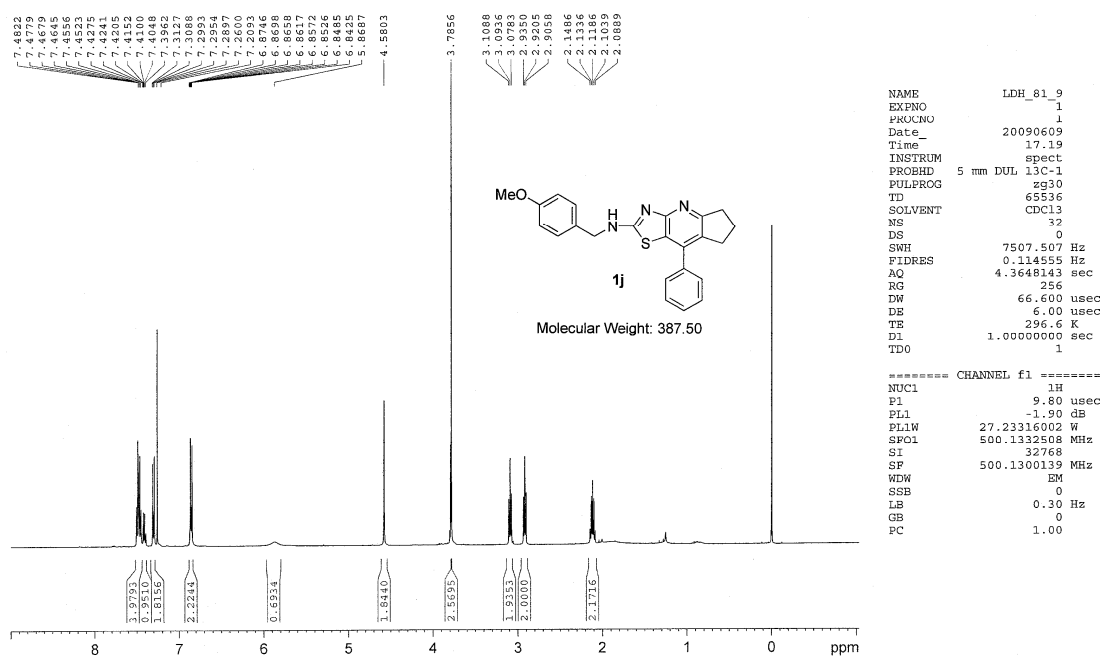 7.4822
7.4779
7.4679
7.4645
7.4556
7.4523
7.4275
7.4241
7.4205
7.4152
7.4100
7.4048
7.3962
7.3127
7.3088
7.2993
7.2954
7.2897
7.2600
7.2093
6.8746
6.8698
6.8658
6.8617
6.8572
6.8526
6.8485
6.8425
5.8687
4.5803
3.7856
3.1088
3.0936
3.0783
2.9350
2.9205
2.9058
2.1486
2.1336
2.1186
2.1039
2.0889
NAME LDH_81_9
EXPNO 1
PROCNO 1
Date_ 20090609
Time 17.19
INSTRUM spect
PROBHD 5 mm DUL 13C-1
PULPROG zg30
TD 65536
SOLVENT CDCl3
NS 32
DS 0
SWH 7507.507 Hz
FIDRES 0.114555 Hz
AQ 4.3648143 sec
RG 256
DW 66.600 usec
DE 6.00 usec
TE 296.6 K
D1 1.00000000 sec
TD0 1
======== CHANNEL f1 ========
NUC1 1H
P1 9.80 usec
PL1 -1.90 dB
PL1W 27.23316002 W
SFO1 500.1332508 MHz
SI 32768
SF 500.1300139 MHz
WDW EM
SSB 0
LB 0.30 Hz
GB 0
PC 1.00
MeO
H
N
N
N
S
1j
Molecular Weight: 387.50
3.9793
0.9510
1.8156
2.2244
0.6934
1.8440
2.5695
1.9353
2.0000
2.1716
8 7 6 5 4 3 2 1 0 ppm